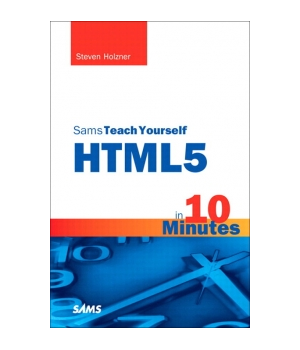 Steven Holzner
Sams Teach Yourself
HTML5
in 10
Minutes
SAMS